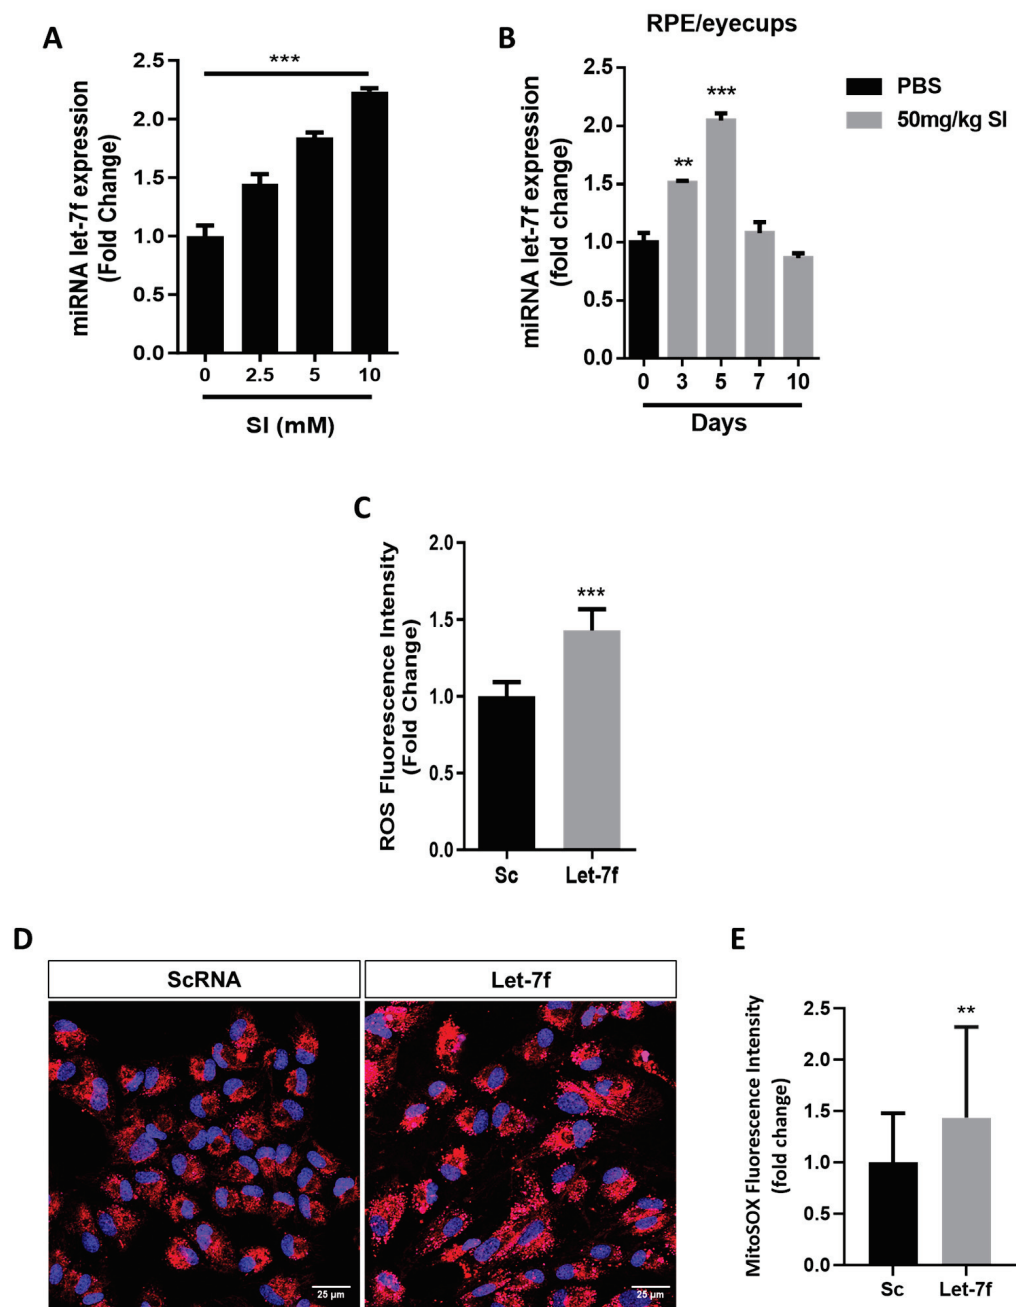 A
miRNA let-7f expression
(Fold Change)
2.5
2.0
1.5
1.0
0.5
0.0
***
0 2.5 5 10
SI (mM)
B
RPE/eyecups
miRNA let-7f expression
(fold change)
2.5
2.0
1.5
1.0
0.5
0.0
** ***
0 3 5 7 10
Days
PBS
50mg/kg SI
C
ROS Fluorescence Intensity
(Fold Change)
2.0
1.5
1.0
0.5
0.0
***
Sc Let-7f
D
ScRNA Let-7f
25 µm 25 µm
E
MitoSOX Fluorescence Intensity
(fold change)
2.5
2.0
1.5
1.0
0.5
0.0
**
Sc Let-7f